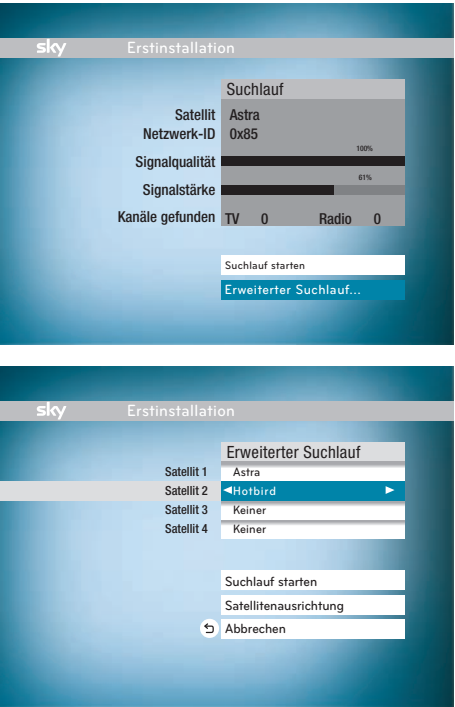 sky Erstinstallation
Suchlauf
Satellit Astra
Netzwerk-ID 0x85
100%
Signalqualität
61%
Signalstärke
Kanäle gefunden TV 0 Radio 0
Suchlauf starten
Erweiterter Suchlauf...
sky Erstinstallation
Erweiterter Suchlauf
Satellit 1 Astra
Satellit 2 ◄Hotbird ►
Satellit 3 Keiner
Satellit 4 Keiner
Suchlauf starten
Satellitenausrichtung
Abbrechen